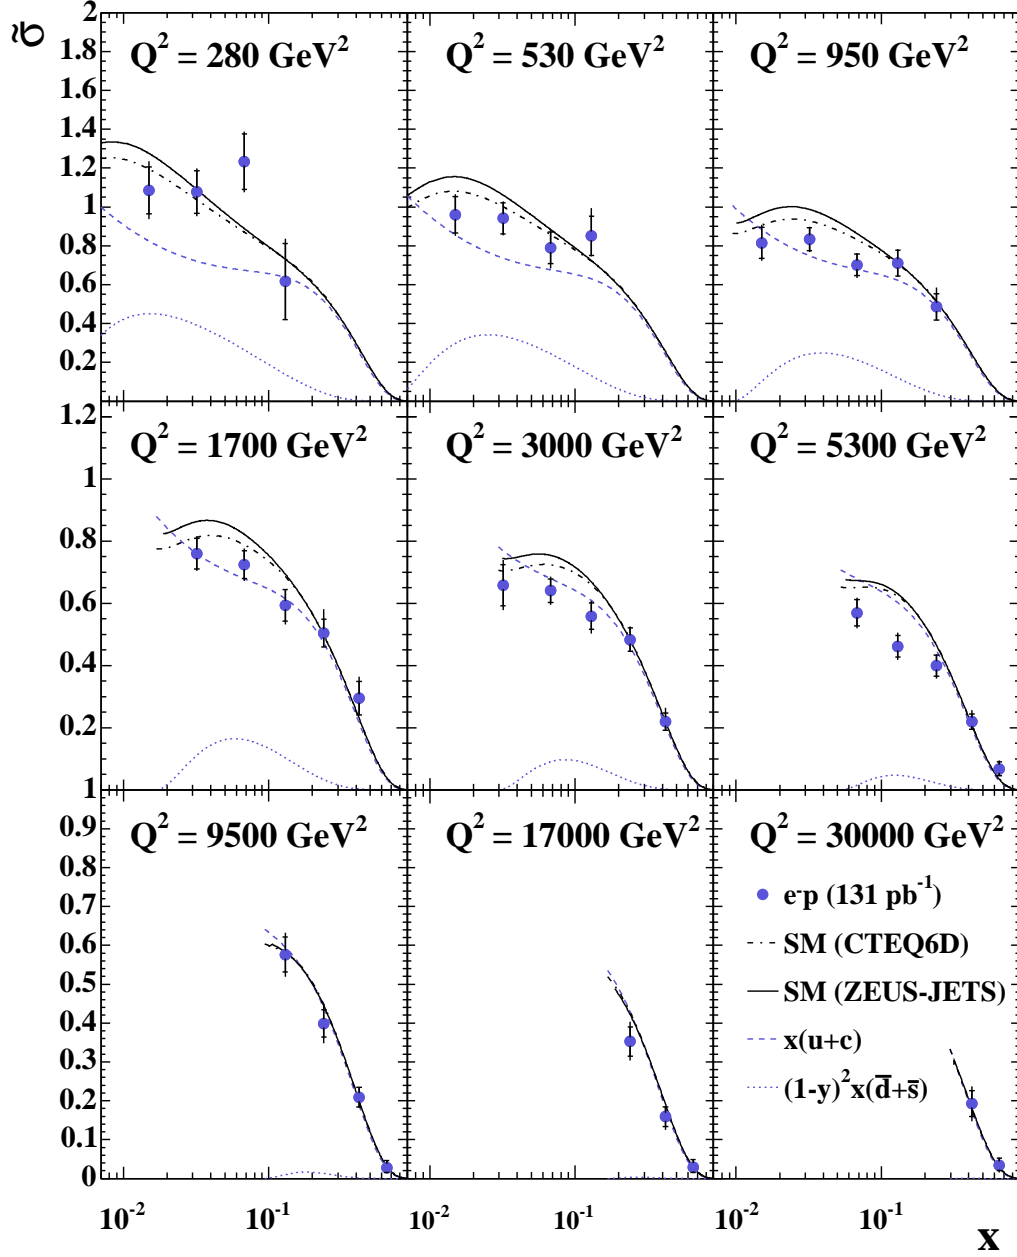 σ̃
Q² = 280 GeV²
Q² = 530 GeV²
Q² = 950 GeV²
2
1.8
1.6
1.4
1.2
1
0.8
0.6
0.4
0.2
Q² = 1700 GeV²
Q² = 3000 GeV²
Q² = 5300 GeV²
1.2
1
0.8
0.6
0.4
0.2
1
Q² = 9500 GeV²
Q² = 17000 GeV²
Q² = 30000 GeV²
0.9
0.8
0.7
0.6
0.5
0.4
0.3
0.2
0.1
0
e⁻p (131 pb⁻¹)
SM (CTEQ6D)
SM (ZEUS-JETS)
x(u+c)
(1-y)²x(d̅+s̅)
10⁻² 10⁻¹ 10⁻² 10⁻¹ 10⁻² 10⁻¹
x